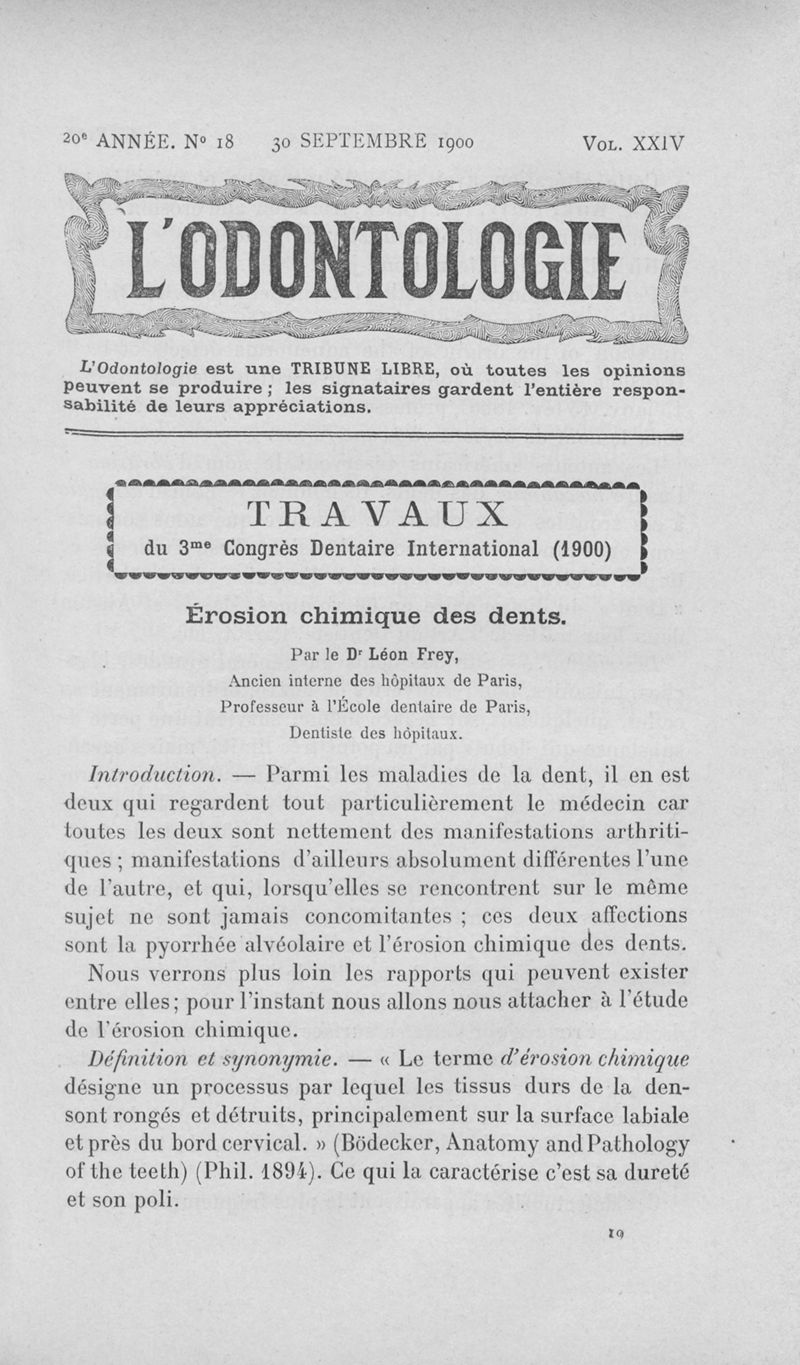 20e ANNÉE. No 18 30 SEPTEMBRE 1900 VOL. XXIV
L'ODONTOLOGIE
L'Odontologie est une TRIBUNE LIBRE, où toutes les opinions
peuvent se produire ; les signataires gardent l'entière respon-
sabilité de leurs appréciations.
TRAVAUX
du 3me Congrès Dentaire International (1900)
Érosion chimique des dents.
Par le Dr Léon Frey,
Ancien interne des hôpitaux de Paris,
Professeur à l'École dentaire de Paris,
Dentiste des hôpitaux.
Introduction. — Parmi les maladies de la dent, il en est
deux qui regardent tout particulièrement le médecin car
toutes les deux sont nettement des manifestations arthriti-
ques ; manifestations d'ailleurs absolument différentes l'une
de l'autre, et qui, lorsqu'elles se rencontrent sur le même
sujet ne sont jamais concomitantes ; ces deux affections
sont la pyorrhée alvéolaire et l'érosion chimique des dents.
Nous verrons plus loin les rapports qui peuvent exister
entre elles; pour l'instant nous allons nous attacher à l'étude
de l'érosion chimique.
Définition et synonymie. — « Le terme d'érosion chimique
désigne un processus par lequel les tissus durs de la den-
sont rongés et détruits, principalement sur la surface labiale
et près du bord cervical. » (Bödecker, Anatomy and Pathology
of the teeth) (Phil. 1894). Ce qui la caractérise c'est sa dureté
et son poli.
19